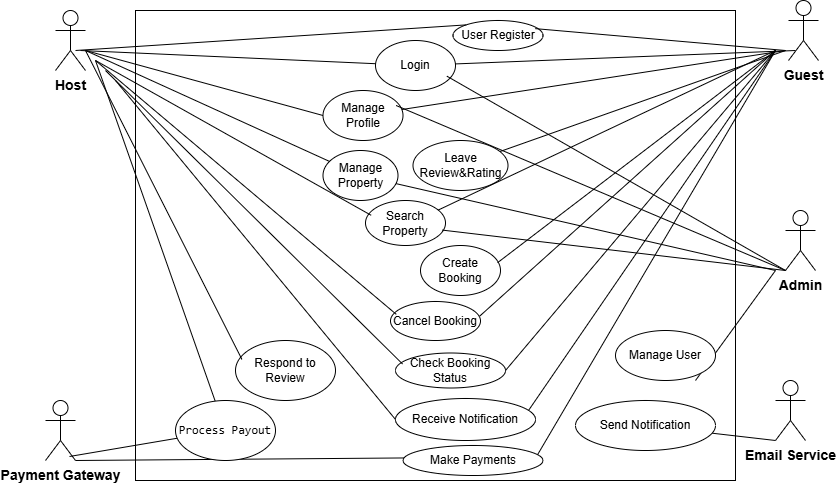 User Register
Login
Host
Guest
Manage
Profile
Leave
Review&Rating
Manage
Property
Search
Property
Create
Booking
Admin
Cancel Booking
Manage User
Respond to
Review
Check Booking
Status
Receive Notification
Send Notification
Process Payout
Make Payments
Email Service
Payment Gateway